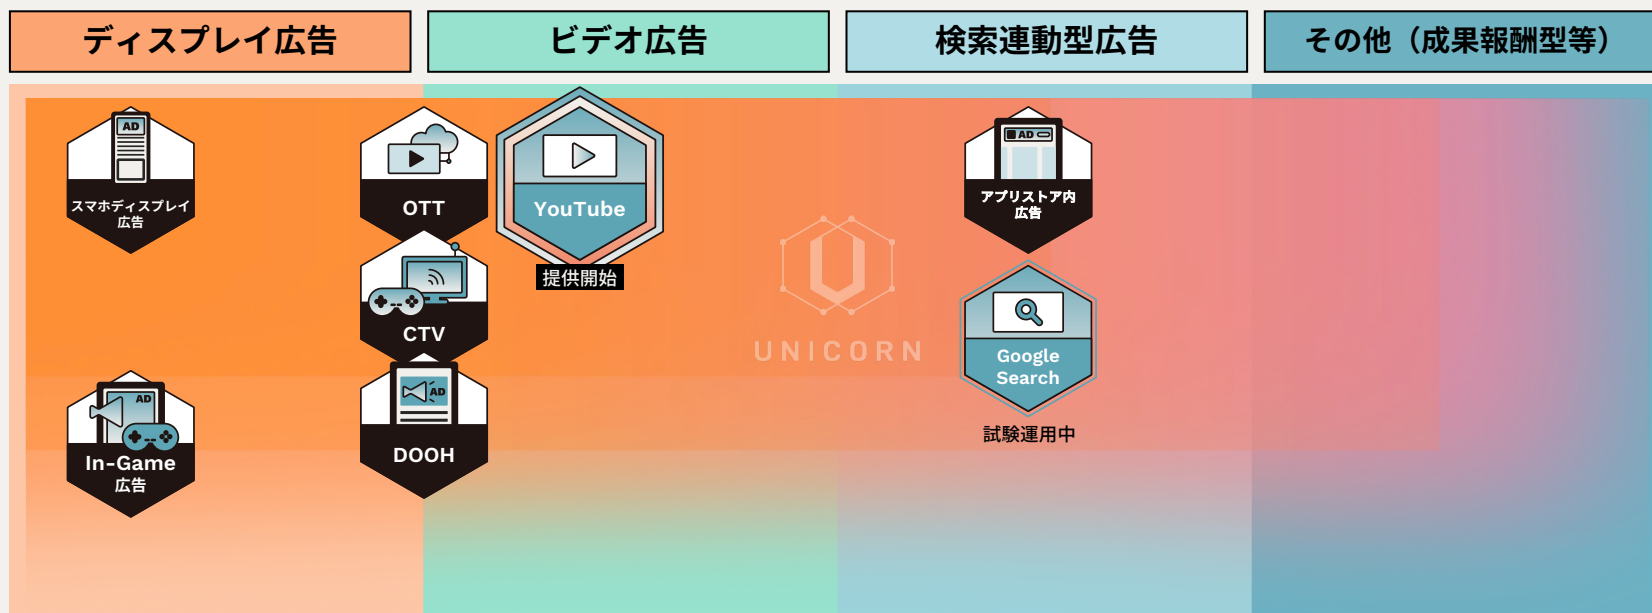 ディスプレイ広告
ビデオ広告
検索連動型広告
その他（成果報酬型等）
AD
スマホディスプレイ
広告
OTT
YouTube
提供開始
AD
アプリストア内
広告
CTV
UNICORN
Google
Search
試験運用中
AD
In-Game
広告
AD
DOOH